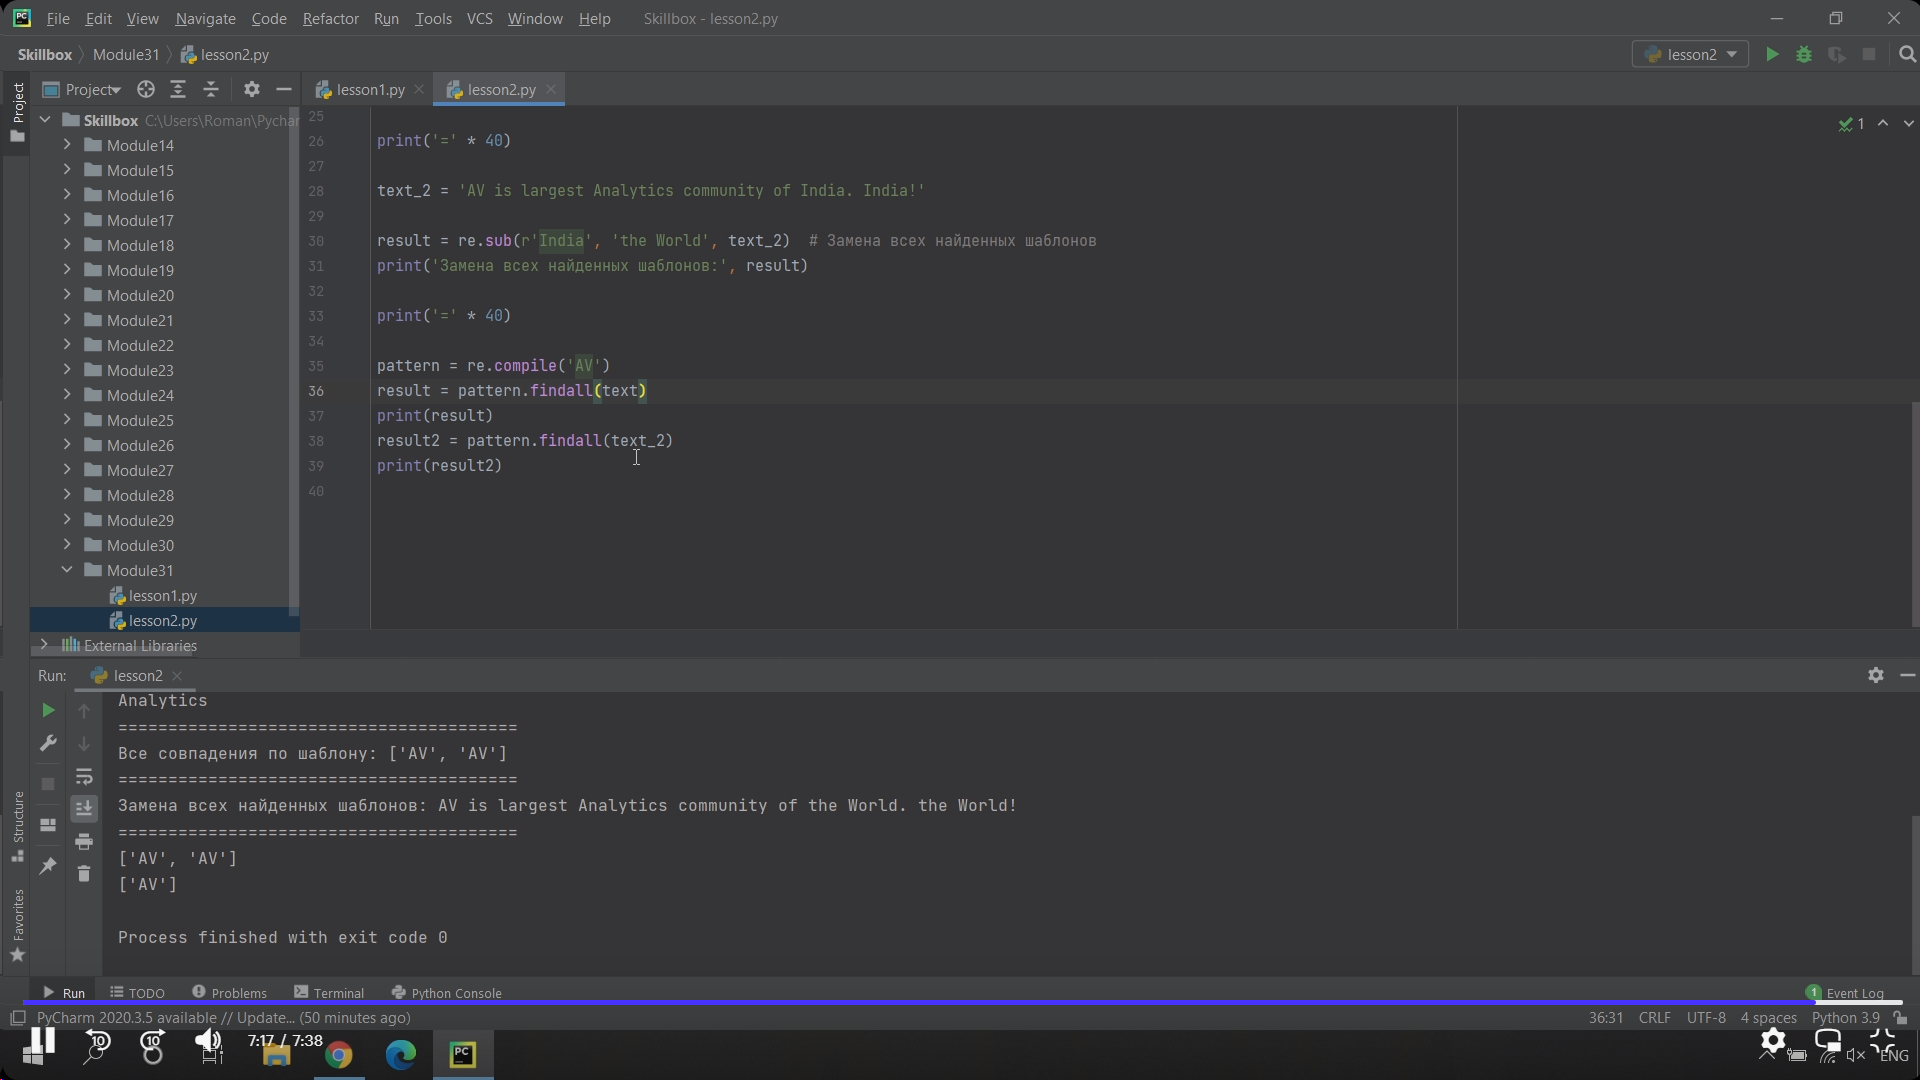 File Edit View Navigate Code Refactor Run Tools VCS Window Help Skillbox - lesson2.py
Skillbox Module31 lesson2.py lesson2
Project Project lesson1.py lesson2.py
Skillbox C:\Users\Roman\Pychar
Module14
Module15
Module16
Module17
Module18
Module19
Module20
Module21
Module22
Module23
Module24
Module25
Module26
Module27
Module28
Module29
Module30
Module31
lesson1.py
lesson2.py
External Libraries
1
25
26 print('=' * 40)
27
28 text_2 = 'AV is largest Analytics community of India. India!'
29
30 result = re.sub(r'India', 'the World', text_2) # Замена всех найденных шаблонов
31 print('Замена всех найденных шаблонов:', result)
32
33 print('=' * 40)
34
35 pattern = re.compile('AV')
36 result = pattern.findall(text)
37 print(result)
38 result2 = pattern.findall(text_2)
39 print(result2)
40
Run: lesson2
Analytics
========================================
Все совпадения по шаблону: ['AV', 'AV']
========================================
Замена всех найденных шаблонов: AV is largest Analytics community of the World. the World!
========================================
['AV', 'AV']
['AV']
Process finished with exit code 0
Structure
Favorites
Run TODO Problems Terminal Python Console 1 Event Log
PyCharm 2020.3.5 available // Update... (50 minutes ago) 36:31 CRLF UTF-8 4 spaces Python 3.9
10 10 7:17 / 7:38 PC ENG